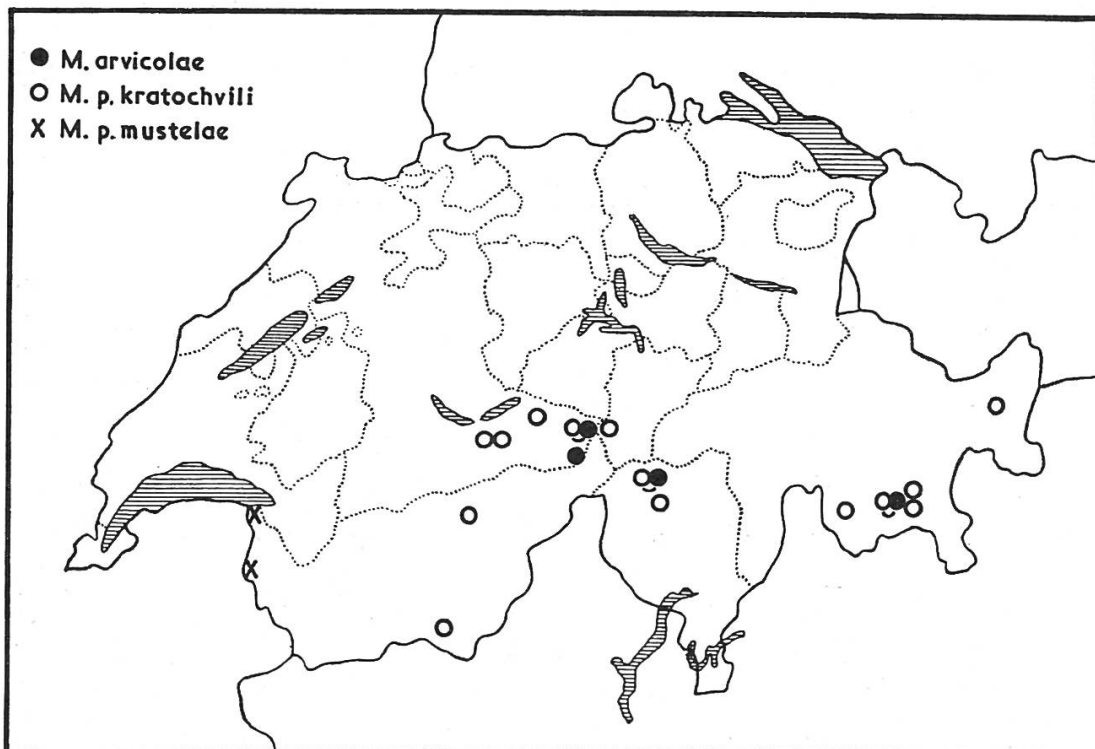 ● M. arvicolae
○ M. p. kratochvili
X M. p. mustelae